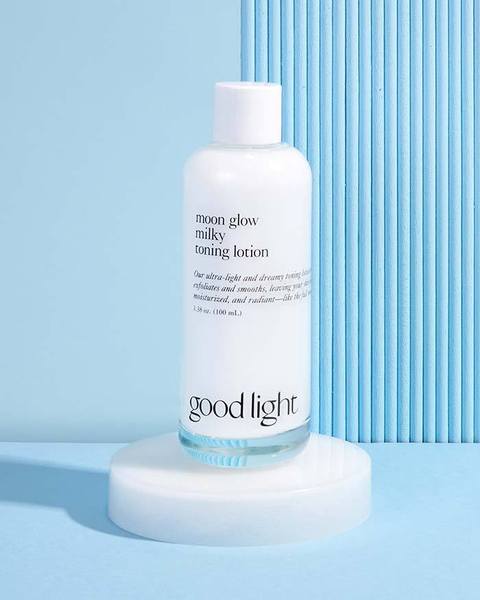 moon glow
milky
toning lotion
Our ultra-light and dreamy toning
exfoliates and smooths, leaving your
moisturized, and radiant—like the full
3.38 oz. (100 mL)
good light